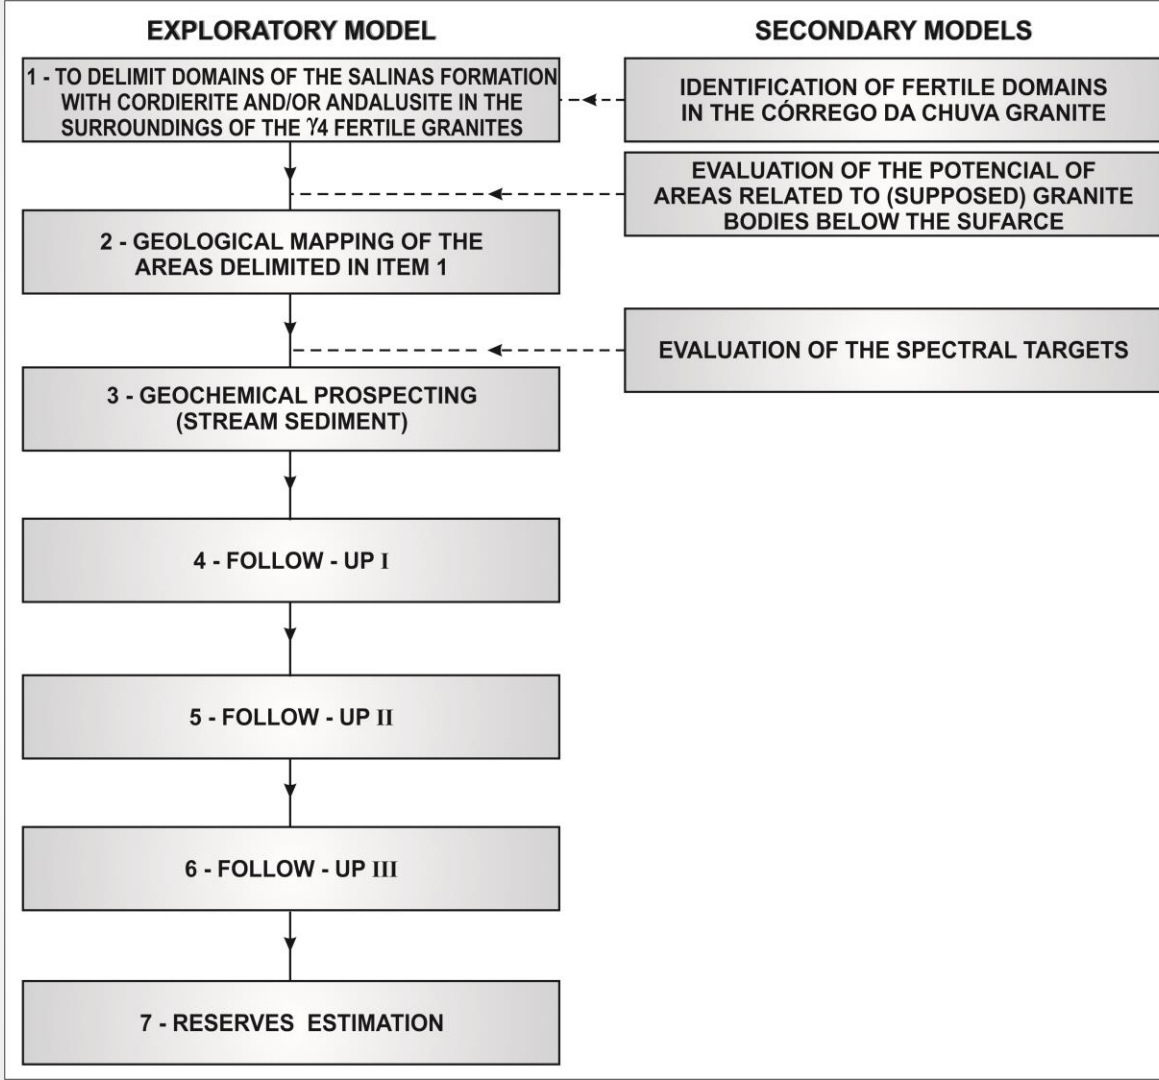 EXPLORATORY MODEL
1 - TO DELIMIT DOMAINS OF THE SALINAS FORMATION
WITH CORDIERITE AND/OR ANDALUSITE IN THE
SURROUNDINGS OF THE γ4 FERTILE GRANITES
2 - GEOLOGICAL MAPPING OF THE
AREAS DELIMITED IN ITEM 1
3 - GEOCHEMICAL PROSPECTING
(STREAM SEDIMENT)
4 - FOLLOW - UP I
5 - FOLLOW - UP II
6 - FOLLOW - UP III
7 - RESERVES ESTIMATION
SECONDARY MODELS
IDENTIFICATION OF FERTILE DOMAINS
IN THE CÓRREGO DA CHUVA GRANITE
EVALUATION OF THE POTENCIAL OF
AREAS RELATED TO (SUPPOSED) GRANITE
BODIES BELOW THE SUFARCE
EVALUATION OF THE SPECTRAL TARGETS